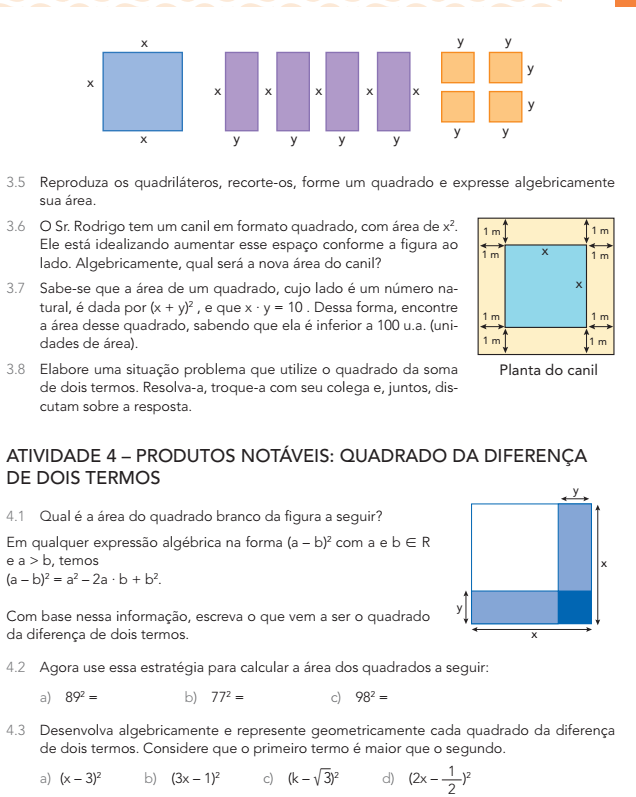 x y y
x x x x x x y
y
x y y y y y y
3.5 Reproduza os quadriláteros, recorte-os, forme um quadrado e expresse algebricamente
sua área.
3.6 O Sr. Rodrigo tem um canil em formato quadrado, com área de x².
Ele está idealizando aumentar esse espaço conforme a figura ao
lado. Algebricamente, qual será a nova área do canil?
3.7 Sabe-se que a área de um quadrado, cujo lado é um número na-
tural, é dada por (x + y)² , e que x · y = 10 . Dessa forma, encontre
a área desse quadrado, sabendo que ela é inferior a 100 u.a. (uni-
dades de área).
3.8 Elabore uma situação problema que utilize o quadrado da soma
de dois termos. Resolva-a, troque-a com seu colega e, juntos, dis-
cutam sobre a resposta.
1 m 1 m
1 m x 1 m
x
1 m 1 m
1 m 1 m
Planta do canil
ATIVIDADE 4 – PRODUTOS NOTÁVEIS: QUADRADO DA DIFERENÇA
DE DOIS TERMOS
4.1 Qual é a área do quadrado branco da figura a seguir?
Em qualquer expressão algébrica na forma (a – b)² com a e b ∈ R
e a > b, temos
(a – b)² = a² – 2a · b + b².
Com base nessa informação, escreva o que vem a ser o quadrado
da diferença de dois termos.
y
x
y
x
4.2 Agora use essa estratégia para calcular a área dos quadrados a seguir:
a) 89² = b) 77² = c) 98² =
4.3 Desenvolva algebricamente e represente geometricamente cada quadrado da diferença
de dois termos. Considere que o primeiro termo é maior que o segundo.
a) (x – 3)² b) (3x – 1)² c) (k – √3)² d) (2x – 1/2)²